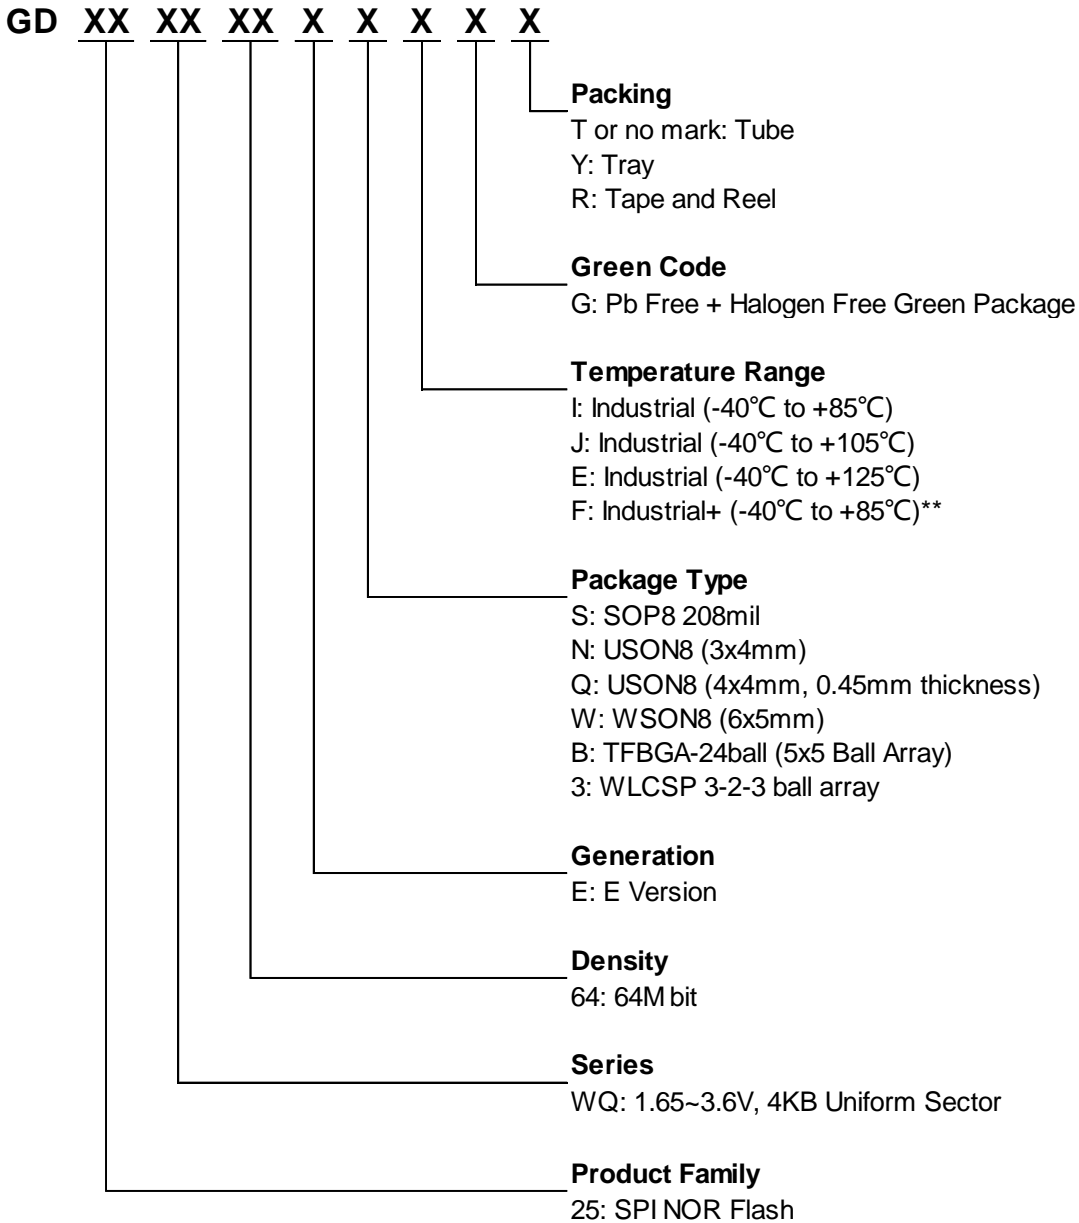 GD XX XX XX X X X X X
Packing
T or no mark: Tube
Y: Tray
R: Tape and Reel
Green Code
G: Pb Free + Halogen Free Green Package
Temperature Range
I: Industrial (-40℃ to +85℃)
J: Industrial (-40℃ to +105℃)
E: Industrial (-40℃ to +125℃)
F: Industrial+ (-40℃ to +85℃)**
Package Type
S: SOP8 208mil
N: USON8 (3x4mm)
Q: USON8 (4x4mm, 0.45mm thickness)
W: WSON8 (6x5mm)
B: TFBGA-24ball (5x5 Ball Array)
3: WLCSP 3-2-3 ball array
Generation
E: E Version
Density
64: 64M bit
Series
WQ: 1.65~3.6V, 4KB Uniform Sector
Product Family
25: SPI NOR Flash